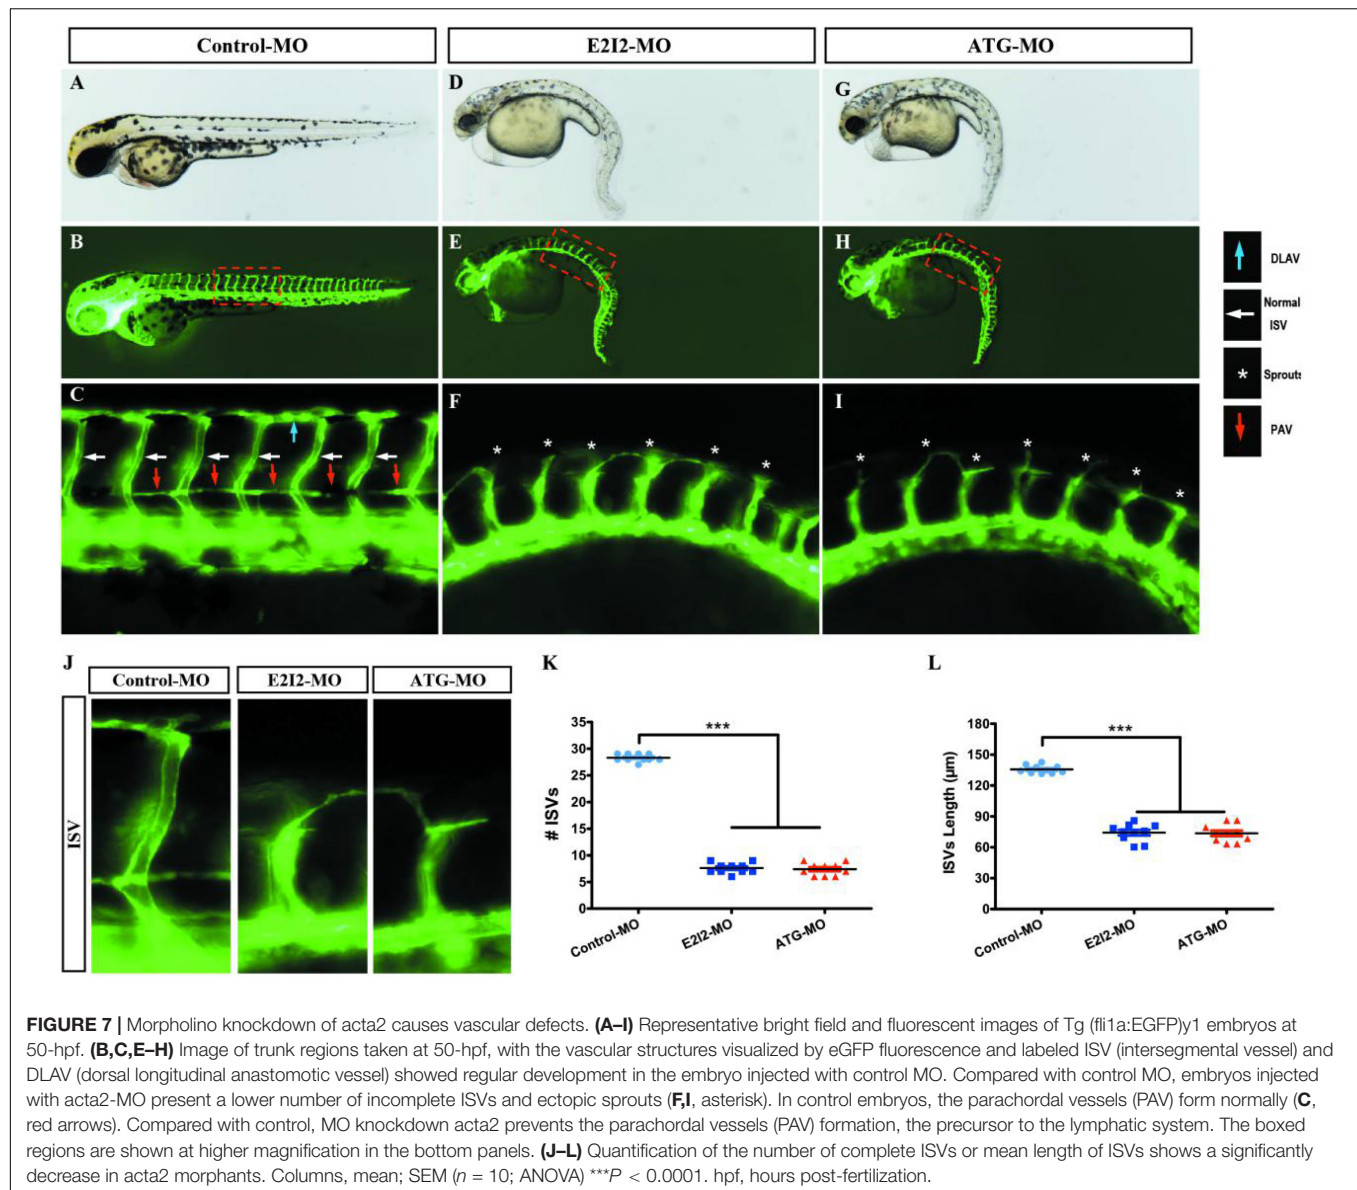 Control-MO
E2I2-MO
ATG-MO
A
D
G
B
E
H
C
F
I
* * * * * *
* * * * * * *
DLAV
Normal
ISV
* Sprouts
PAV
J
Control-MO
E2I2-MO
ATG-MO
ISV
K
# ISVs
35
30
25
20
15
10
5
0
***
Control-MO
E2I2-MO
ATG-MO
L
ISVs Length (µm)
180
150
120
90
60
30
0
***
Control-MO
E2I2-MO
ATG-MO
FIGURE 7 | Morpholino knockdown of acta2 causes vascular defects. (A–I) Representative bright field and fluorescent images of Tg (fli1a:EGFP)y1 embryos at
50-hpf. (B,C,E–H) Image of trunk regions taken at 50-hpf, with the vascular structures visualized by eGFP fluorescence and labeled ISV (intersegmental vessel) and
DLAV (dorsal longitudinal anastomotic vessel) showed regular development in the embryo injected with control MO. Compared with control MO, embryos injected
with acta2-MO present a lower number of incomplete ISVs and ectopic sprouts (F,I, asterisk). In control embryos, the parachordal vessels (PAV) form normally (C,
red arrows). Compared with control, MO knockdown acta2 prevents the parachordal vessels (PAV) formation, the precursor to the lymphatic system. The boxed
regions are shown at higher magnification in the bottom panels. (J–L) Quantification of the number of complete ISVs or mean length of ISVs shows a significantly
decrease in acta2 morphants. Columns, mean; SEM (n = 10; ANOVA) ***P < 0.0001. hpf, hours post-fertilization.